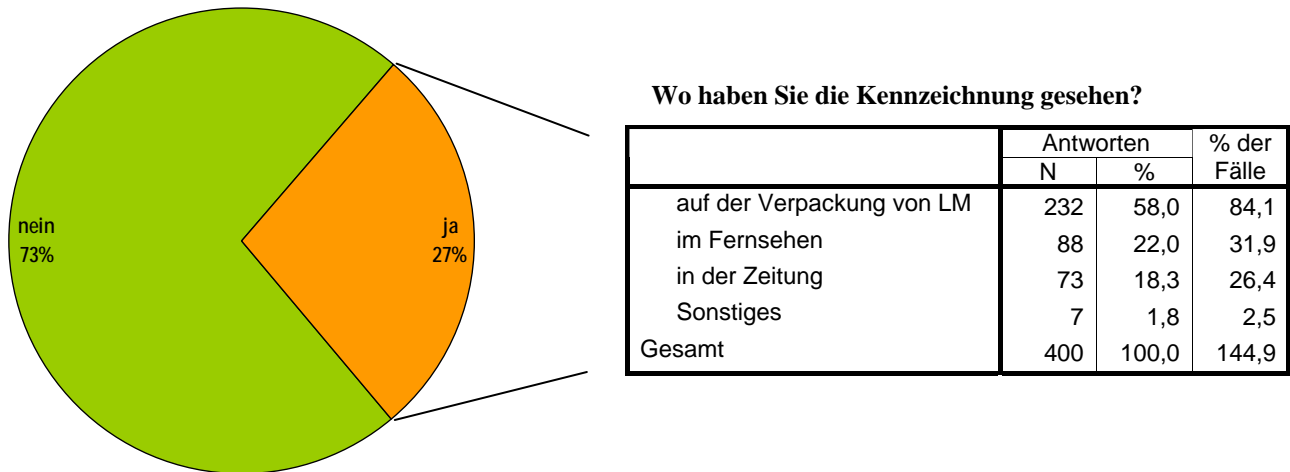 nein
73%
ja
27%
Wo haben Sie die Kennzeichnung gesehen?
Antworten % der Fälle
N %
auf der Verpackung von LM 232 58,0 84,1
im Fernsehen 88 22,0 31,9
in der Zeitung 73 18,3 26,4
Sonstiges 7 1,8 2,5
Gesamt 400 100,0 144,9